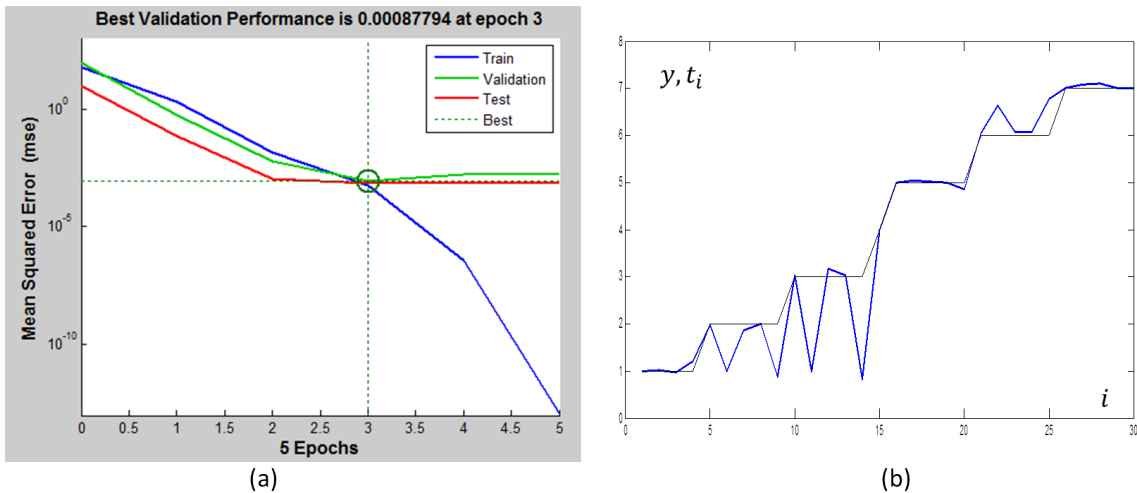 Best Validation Performance is 0.00087794 at epoch 3
Mean Squared Error (mse)
10^0
10^-5
10^-10
Train
Validation
Test
Best
0 0.5 1 1.5 2 2.5 3 3.5 4 4.5 5
5 Epochs
(a)
8
7
6
5
4
3
2
1
0
y, t_i
i
0 5 10 15 20 25 30
(b)